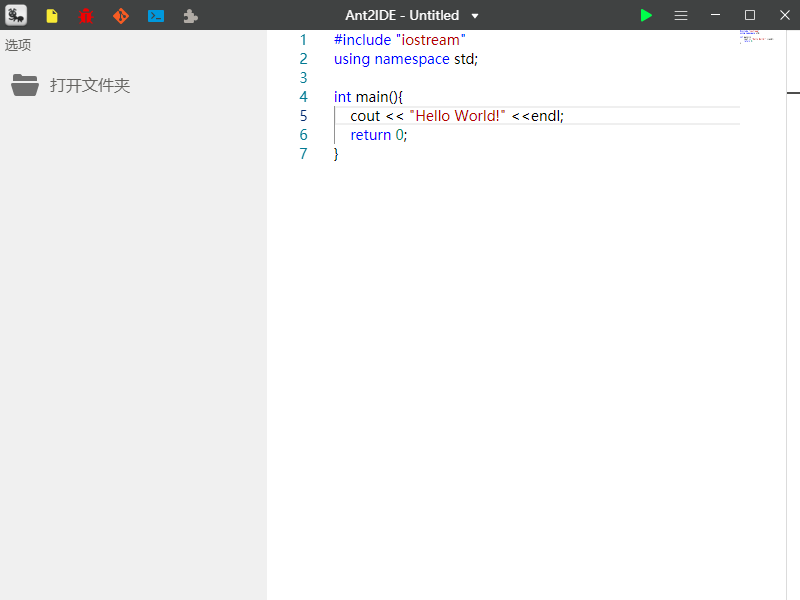 Ant2IDE - Untitled
选项
打开文件夹
1 #include "iostream"
2 using namespace std;
3
4 int main(){
5 cout << "Hello World!" <<endl;
6 return 0;
7 }